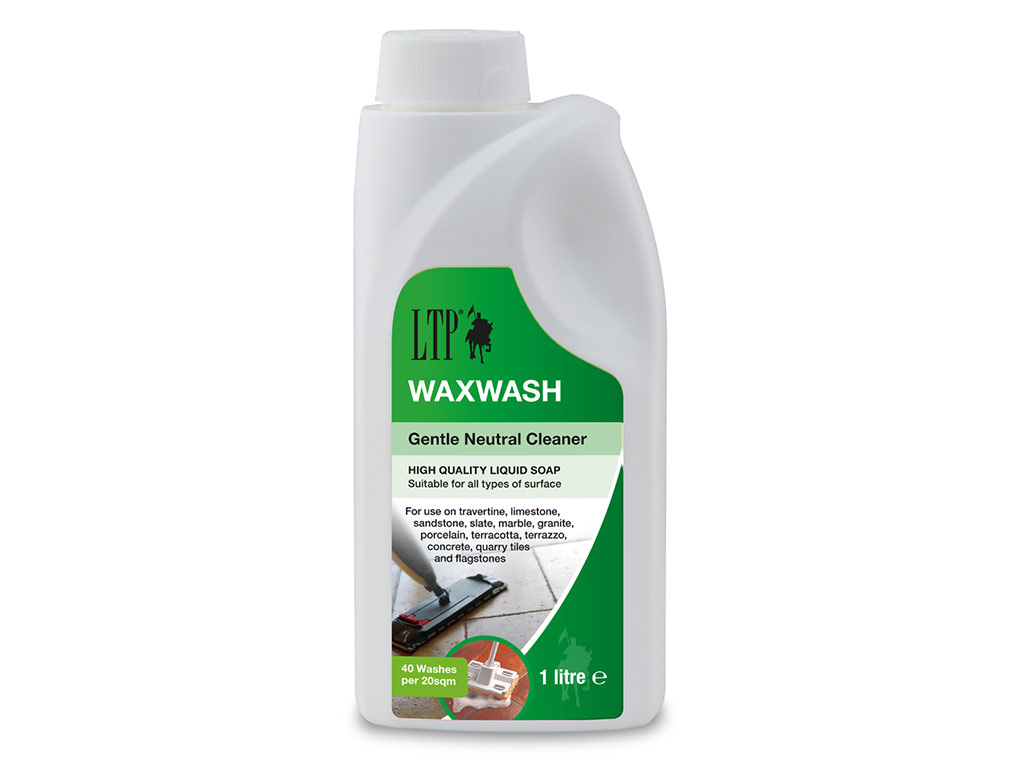 LTP®
WAXWASH
Gentle Neutral Cleaner
HIGH QUALITY LIQUID SOAP
Suitable for all types of surface
For use on travertine, limestone,
sandstone, slate, marble, granite,
porcelain, terracotta, terrazzo,
concrete, quarry tiles
and flagstones
40 Washes
per 20sqm
1 litre ℮